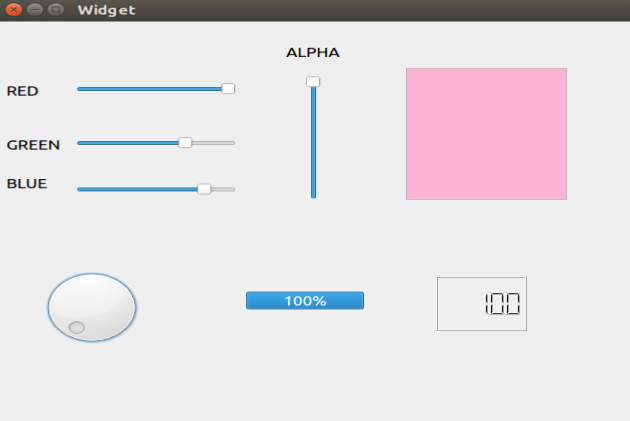 Widget
ALPHA
RED
GREEN
BLUE
100%
100